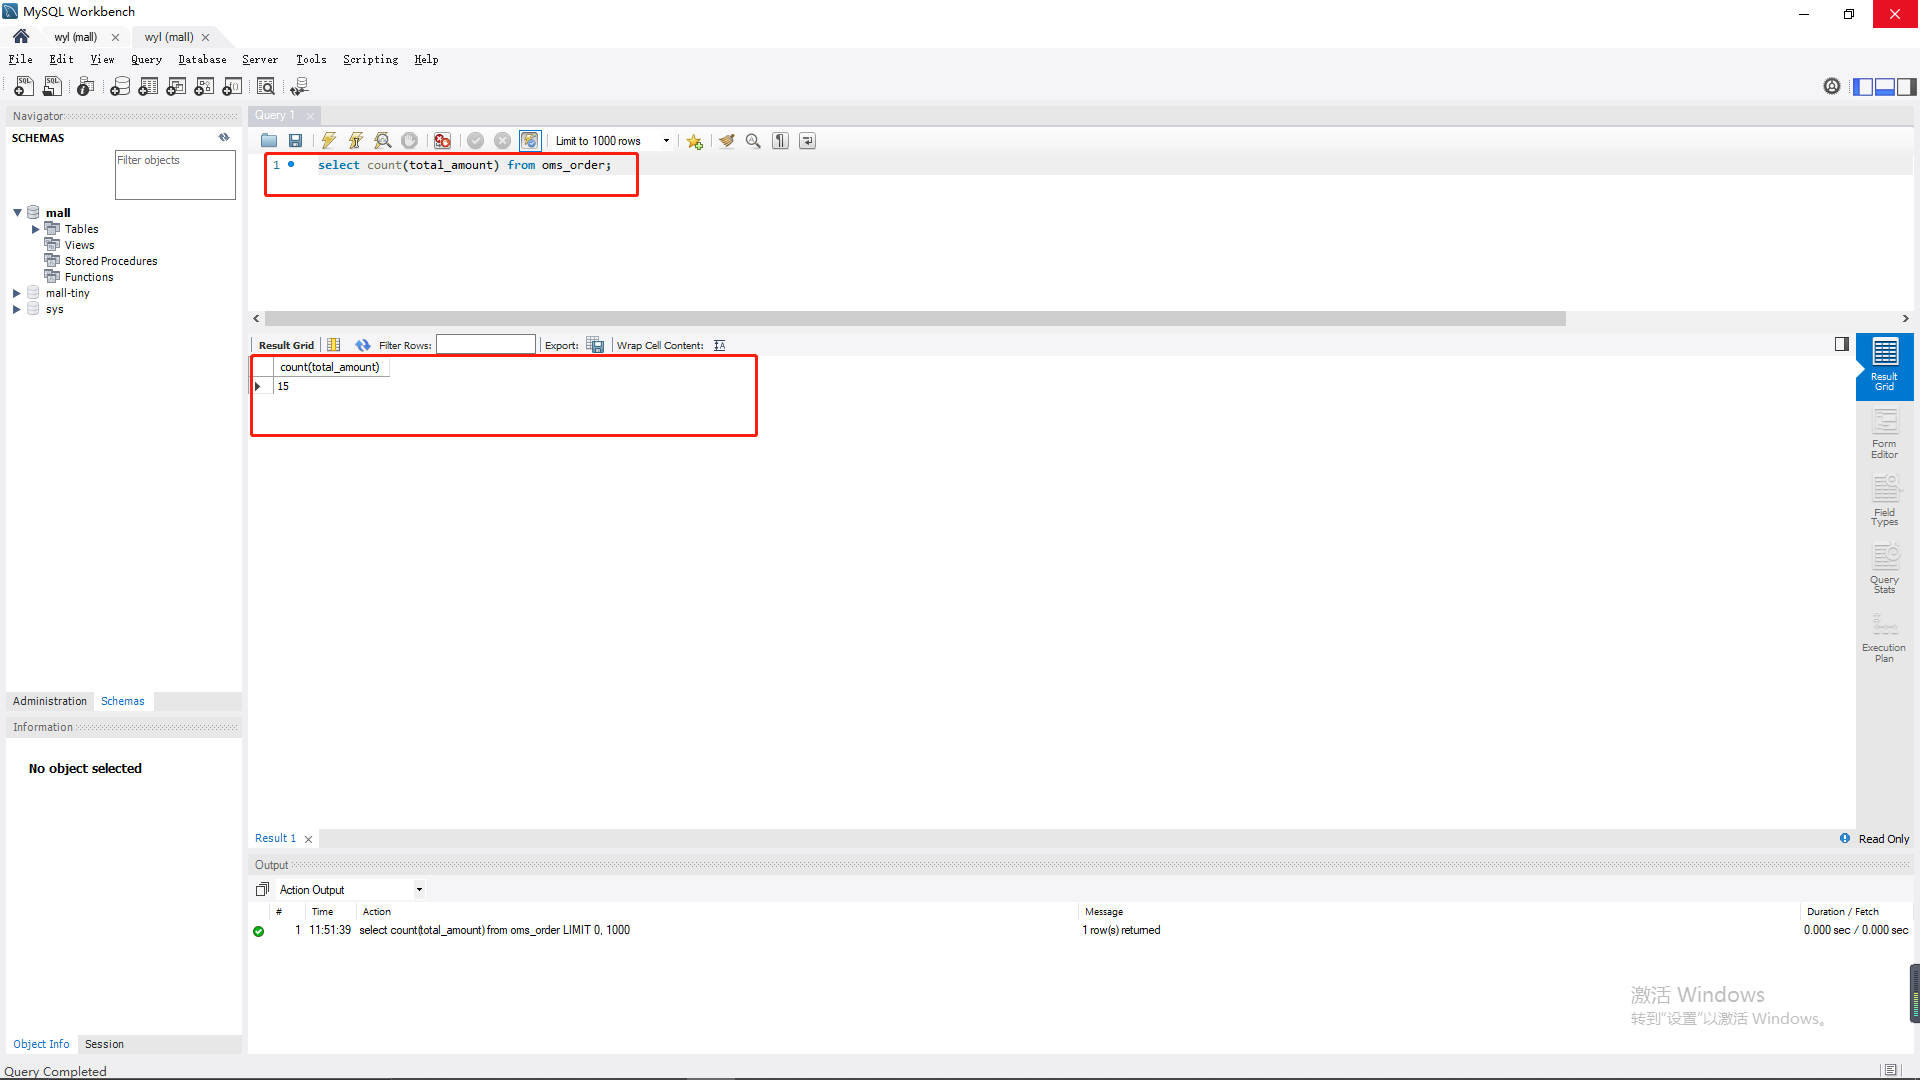 MySQL Workbench
wyl (mall)
wyl (mall)
File Edit View Query Database Server Tools Scripting Help
Navigator
Query 1
SCHEMAS
Limit to 1000 rows
Filter objects
1 select count(total_amount) from oms_order;
mall
Tables
Views
Stored Procedures
Functions
mall-tiny
sys
Result Grid Filter Rows: Export: Wrap Cell Content:
count(total_amount)
15
Result
Grid
Form
Editor
Field
Types
Query
Stats
Execution
Plan
Administration Schemas
Information
No object selected
Result 1
Read Only
Output
Action Output
# Time Action Message Duration / Fetch
1 11:51:39 select count(total_amount) from oms_order LIMIT 0, 1000 1 row(s) returned 0.000 sec / 0.000 sec
激活 Windows
转到"设置"以激活 Windows。
Object Info Session
Query Completed